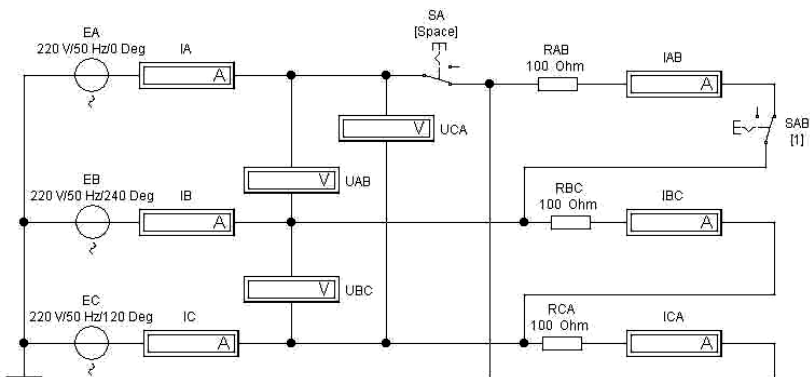 SA
[Space]
EA
220 V/50 Hz/0 Deg
IA
A
RAB
100 Ohm
IAB
A
V
UCA
SAB
[1]
V
UAB
EB
220 V/50 Hz/240 Deg
IB
A
RBC
100 Ohm
IBC
A
V
UBC
EC
220 V/50 Hz/120 Deg
IC
A
RCA
100 Ohm
ICA
A